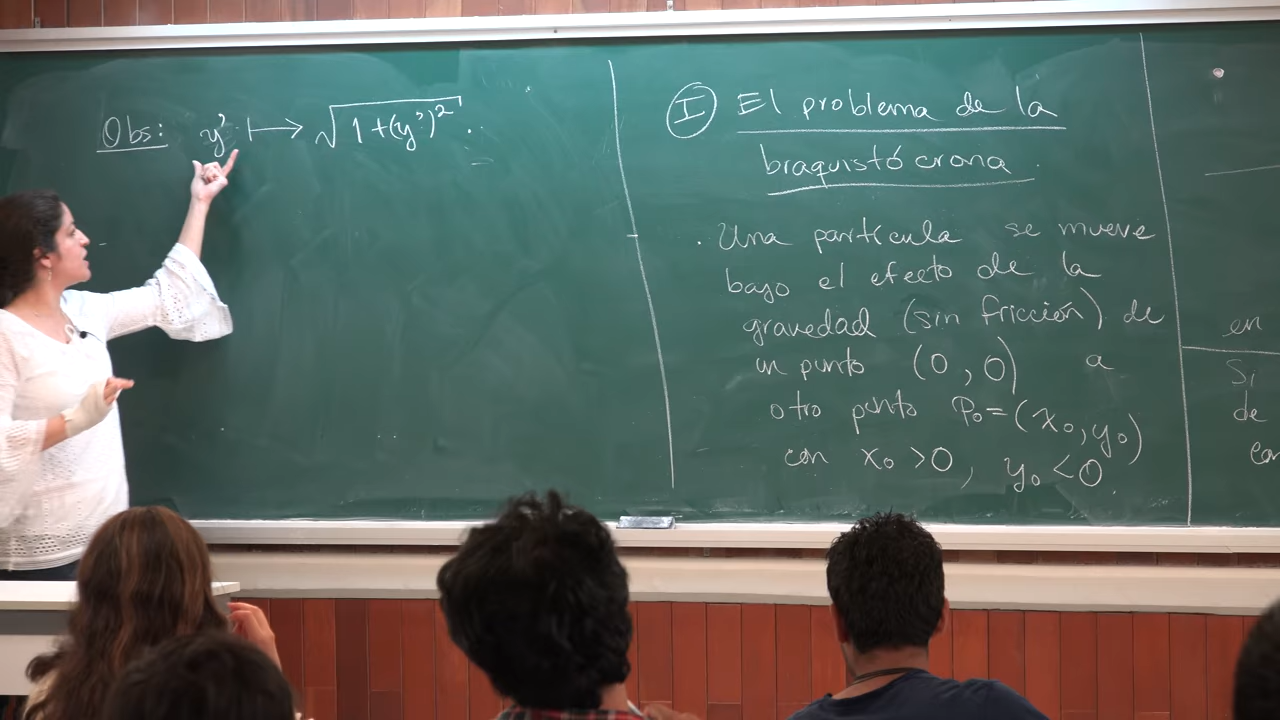 Obs: y' ⟼ √(1+(y')²) .
I El problema de la
braquistócrona.
. Una partícula se mueve
bajo el efecto de la
gravedad (sin fricción) de
un punto (0,0) a
otro punto P₀=(x₀,y₀)
con x₀>0, y₀<0.
en
Si
de